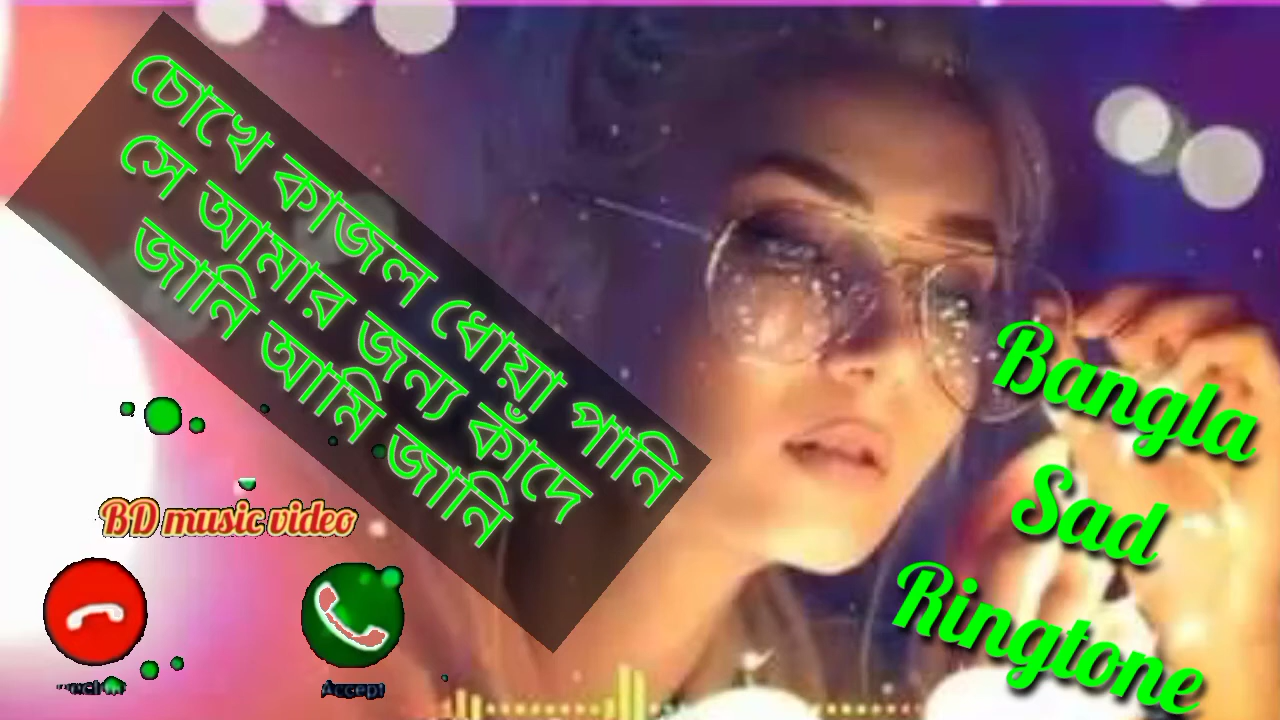 চোখে কাজল ধোয়া পানি
সে আমার জন্য কাঁদে
জানি আমি জানি
Bangla
Sad
Ringtone
BD music video
Accept